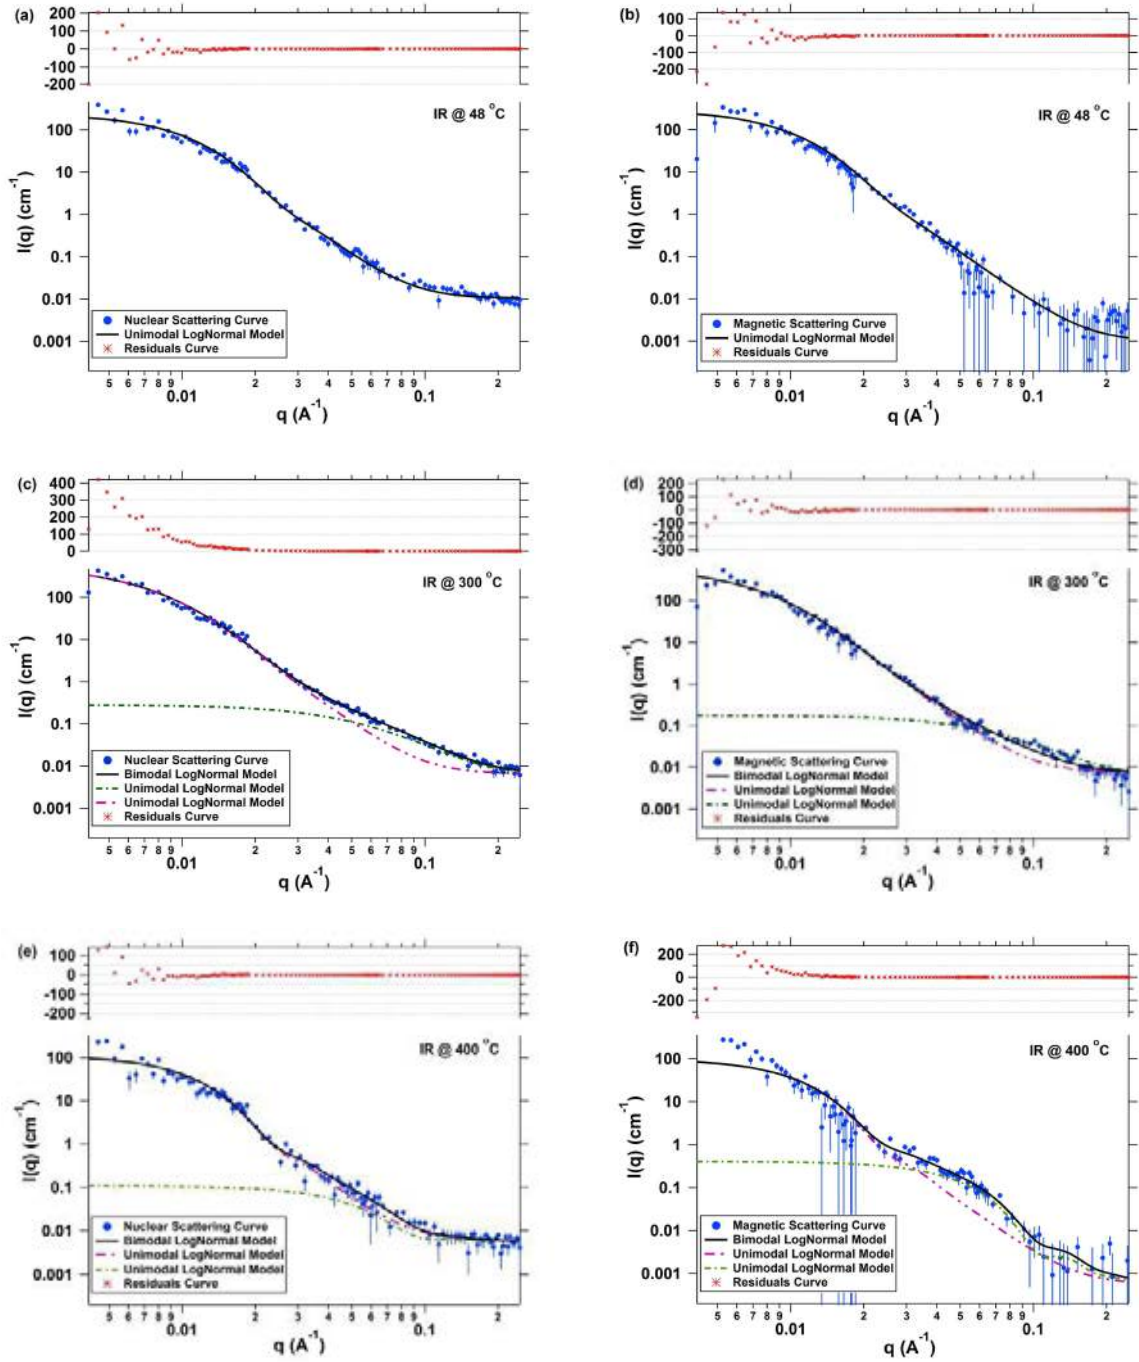 (a)
200
100
0
-100
200
IR @ 48 °C
100
10
1
0.1
0.01
0.001
I(q) (cm⁻¹)
Nuclear Scattering Curve
Unimodal LogNormal Model
Residuals Curve
5 6 7 8 9 2 3 4 5 6 7 8 9 2
0.01 0.1
q (A⁻¹)
(b)
100
0
-100
-200
IR @ 48 °C
100
10
1
0.1
0.01
0.001
I(q) (cm⁻¹)
Magnetic Scattering Curve
Unimodal LogNormal Model
Residuals Curve
5 6 7 8 9 2 3 4 5 6 7 8 9 2
0.01 0.1
q (A⁻¹)
(c)
400
300
200
100
0
IR @ 300 °C
100
10
1
0.1
0.01
0.001
I(q) (cm⁻¹)
Nuclear Scattering Curve
Bimodal LogNormal Model
Unimodal LogNormal Model
Unimodal LogNormal Model
Residuals Curve
5 6 7 8 9 2 3 4 5 6 7 8 9 2
0.01 0.1
q (A⁻¹)
(d)
200
100
0
-100
-200
-300
IR @ 300 °C
100
10
1
0.1
0.01
0.001
I(q) (cm⁻¹)
Magnetic Scattering Curve
Bimodal LogNormal Model
Unimodal LogNormal Model
Unimodal LogNormal Model
Residuals Curve
5 6 7 8 9 2 3 4 5 6 7 8 9 2
0.01 0.1
q (A⁻¹)
(e)
100
0
-100
-200
IR @ 400 °C
100
10
1
0.1
0.01
0.001
I(q) (cm⁻¹)
Nuclear Scattering Curve
Bimodal LogNormal Model
Unimodal LogNormal Model
Unimodal LogNormal Model
Residuals Curve
5 6 7 8 9 2 3 4 5 6 7 8 9 2
0.01 0.1
q (A⁻¹)
(f)
200
0
-200
IR @ 400 °C
100
10
1
0.1
0.01
0.001
I(q) (cm⁻¹)
Magnetic Scattering Curve
Bimodal LogNormal Model
Unimodal LogNormal Model
Unimodal LogNormal Model
Residuals Curve
5 6 7 8 9 2 3 4 5 6 7 8 9 2
0.01 0.1
q (A⁻¹)